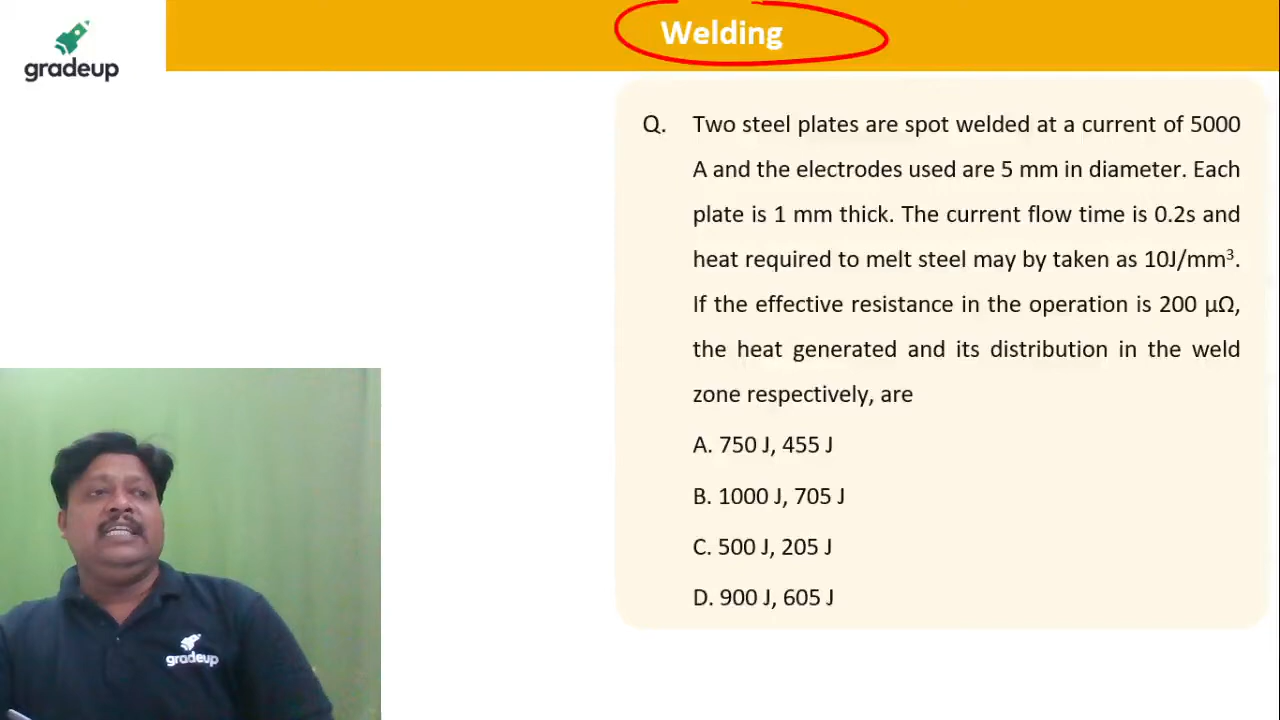 Welding
gradeup
Q. Two steel plates are spot welded at a current of 5000
A and the electrodes used are 5 mm in diameter. Each
plate is 1 mm thick. The current flow time is 0.2s and
heat required to melt steel may by taken as 10J/mm³.
If the effective resistance in the operation is 200 μΩ,
the heat generated and its distribution in the weld
zone respectively, are
A. 750 J, 455 J
B. 1000 J, 705 J
C. 500 J, 205 J
D. 900 J, 605 J
gradeup